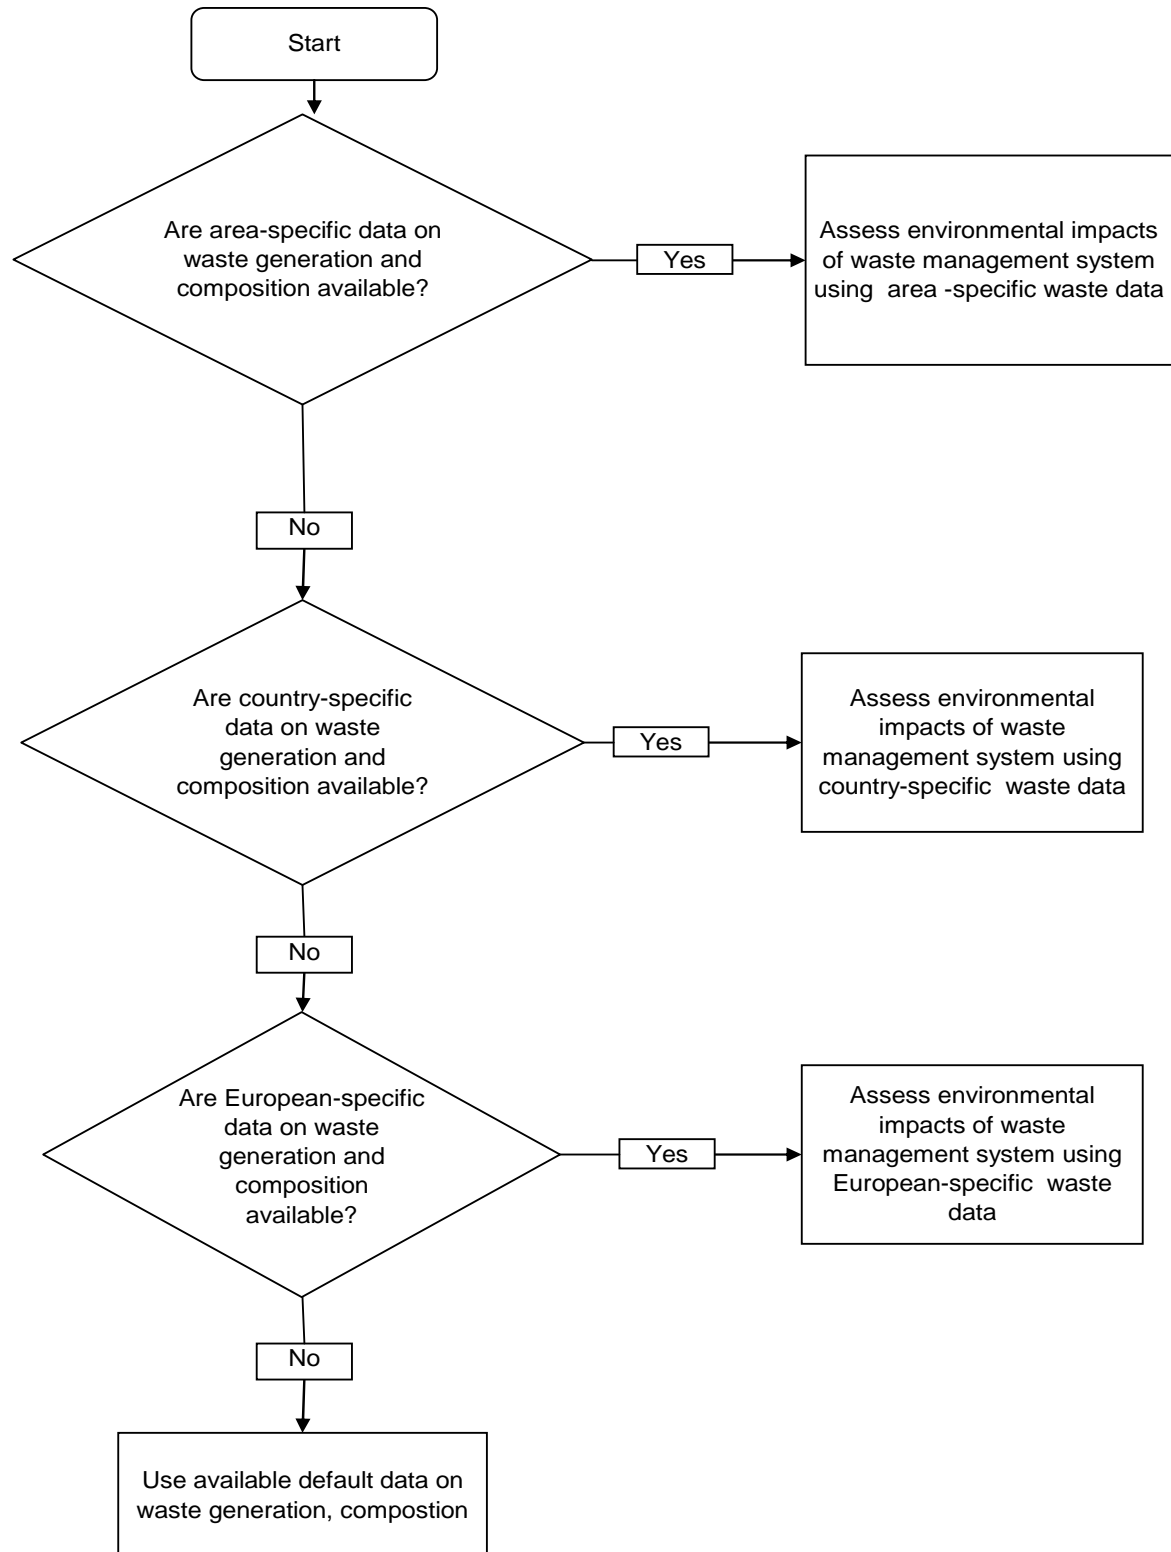 Start
Are area-specific data on
waste generation and
composition available?
Yes
Assess environmental impacts
of waste management system
using area -specific waste data
No
Are country-specific
data on waste
generation and
composition available?
Yes
Assess environmental
impacts of waste
management system using
country-specific waste data
No
Are European-specific
data on waste
generation and
composition
available?
Yes
Assess environmental
impacts of waste
management system using
European-specific waste
data
No
Use available default data on
waste generation, compostion